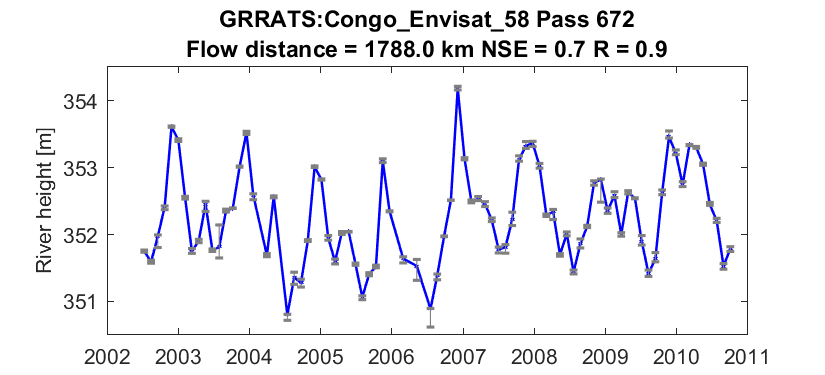 GRRATS:Congo_Envisat_58 Pass 672
Flow distance = 1788.0 km NSE = 0.7 R = 0.9
River height [m]
354
353
352
351
2002 2003 2004 2005 2006 2007 2008 2009 2010 2011